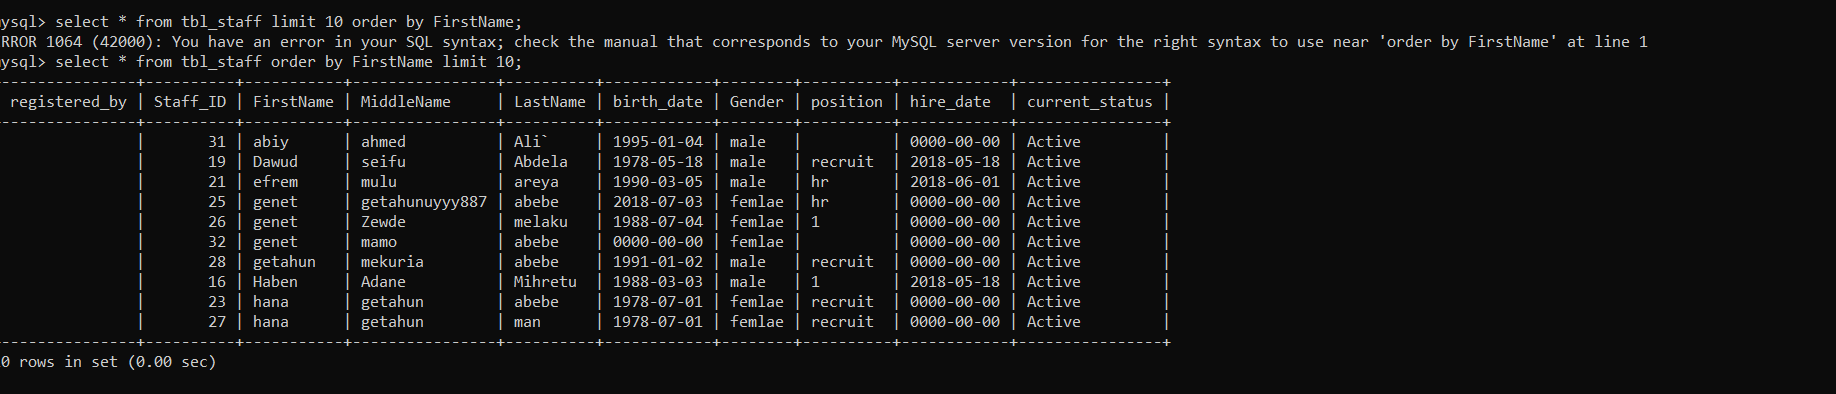 ysql> select * from tbl_staff limit 10 order by FirstName;
RROR 1064 (42000): You have an error in your SQL syntax; check the manual that corresponds to your MySQL server version for the right syntax to use near 'order by FirstName' at line 1
ysql> select * from tbl_staff order by FirstName limit 10;
---------------+----------+-----------+----------------+----------+------------+--------+----------+------------+----------------+
 registered_by | Staff_ID | FirstName | MiddleName     | LastName | birth_date | Gender | position | hire_date  | current_status |
---------------+----------+-----------+----------------+----------+------------+--------+----------+------------+----------------+
               |       31 | abiy      | ahmed          | Ali`     | 1995-01-04 | male   |          | 0000-00-00 | Active         |
               |       19 | Dawud     | seifu          | Abdela   | 1978-05-18 | male   | recruit  | 2018-05-18 | Active         |
               |       21 | efrem     | mulu           | areya    | 1990-03-05 | male   | hr       | 2018-06-01 | Active         |
               |       25 | genet     | getahunuyyy887 | abebe    | 2018-07-03 | femlae | hr       | 0000-00-00 | Active         |
               |       26 | genet     | Zewde          | melaku   | 1988-07-04 | femlae | 1        | 0000-00-00 | Active         |
               |       32 | genet     | mamo           | abebe    | 0000-00-00 | femlae |          | 0000-00-00 | Active         |
               |       28 | getahun   | mekuria        | abebe    | 1991-01-02 | male   | recruit  | 0000-00-00 | Active         |
               |       16 | Haben     | Adane          | Mihretu  | 1988-03-03 | male   | 1        | 2018-05-18 | Active         |
               |       23 | hana      | getahun        | abebe    | 1978-07-01 | femlae | recruit  | 0000-00-00 | Active         |
               |       27 | hana      | getahun        | man      | 1978-07-01 | femlae | recruit  | 0000-00-00 | Active         |
---------------+----------+-----------+----------------+----------+------------+--------+----------+------------+----------------+
0 rows in set (0.00 sec)